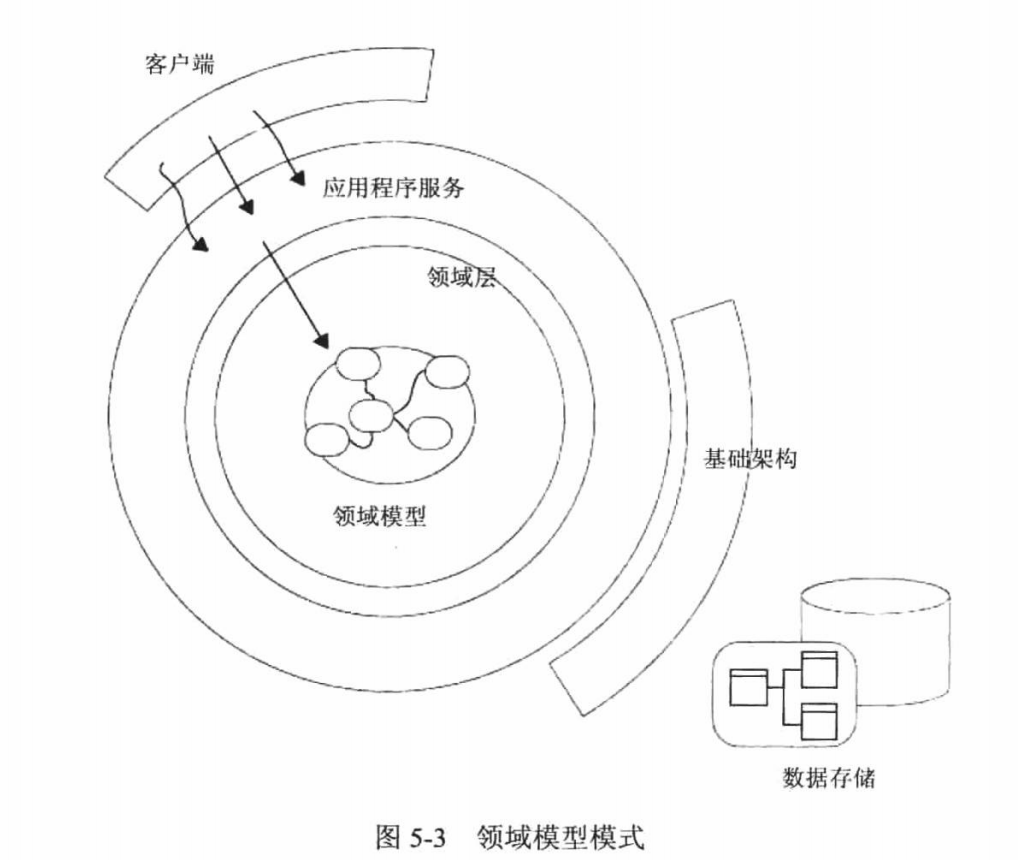 客户端
应用程序服务
领域层
领域模型
基础架构
数据存储
图 5-3 领域模型模式